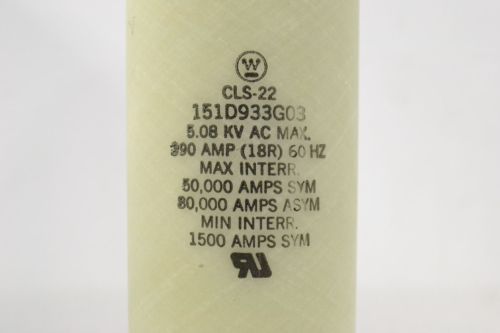 W
CLS-22
151D933G03
5.08 KV AC MAX.
390 AMP (18R) 60 HZ
MAX INTERR.
50,000 AMPS SYM
80,000 AMPS ASYM
MIN INTERR.
1500 AMPS SYM
UR